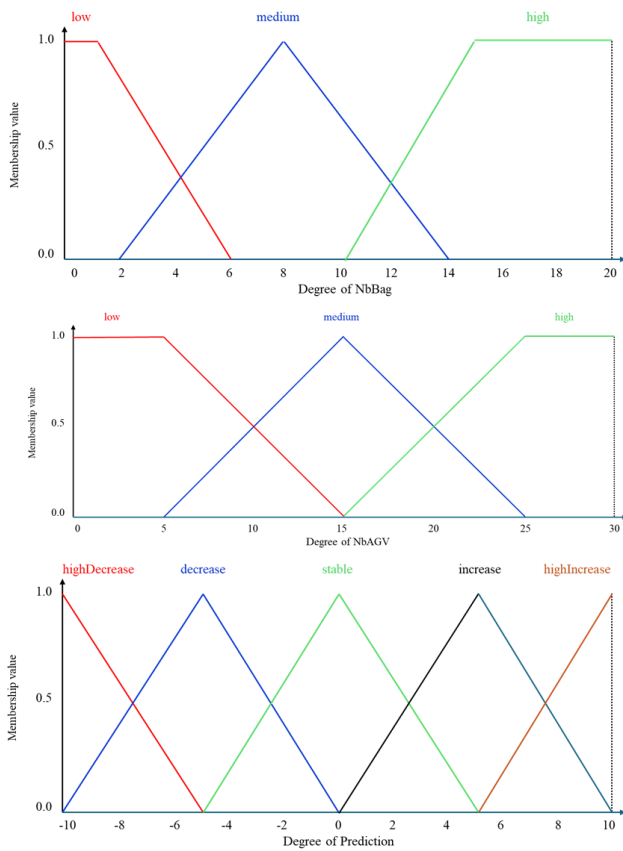 low medium high
1.0
0.5
0.0
Membership value
0 2 4 6 8 10 12 14 16 18 20
Degree of NbBag
low medium high
1.0
0.5
0.0
Membership value
0 5 10 15 20 25 30
Degree of NbAGV
highDecrease decrease stable increase highIncrease
1.0
0.5
0.0
Membership value
-10 -8 -6 -4 -2 0 2 4 6 8 10
Degree of Prediction